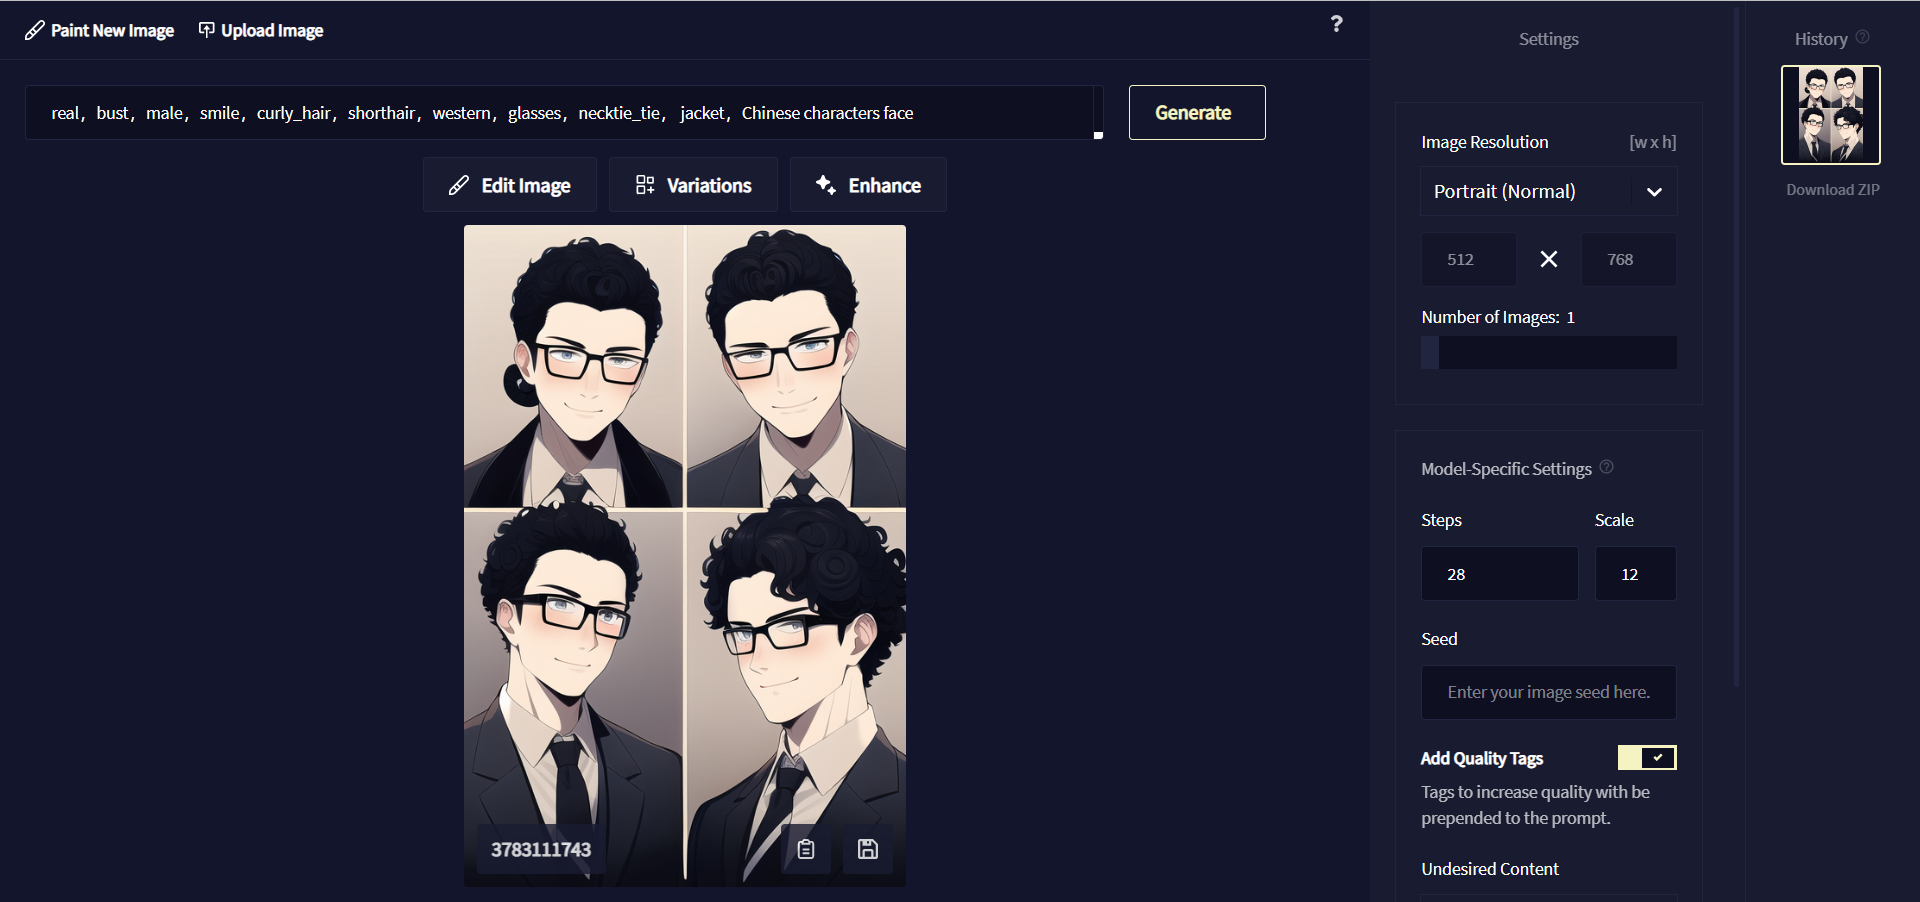 Paint New Image Upload Image ?
Settings
History ?
real, bust, male, smile, curly_hair, shorthair, western, glasses, necktie_tie, jacket, Chinese characters face
Generate
Edit Image Variations Enhance
3783111743
Image Resolution [w x h]
Portrait (Normal)
512 X 768
Number of Images: 1
Model-Specific Settings ?
Steps Scale
28 12
Seed
Enter your image seed here.
Add Quality Tags
Tags to increase quality with be
prepended to the prompt.
Undesired Content
Download ZIP